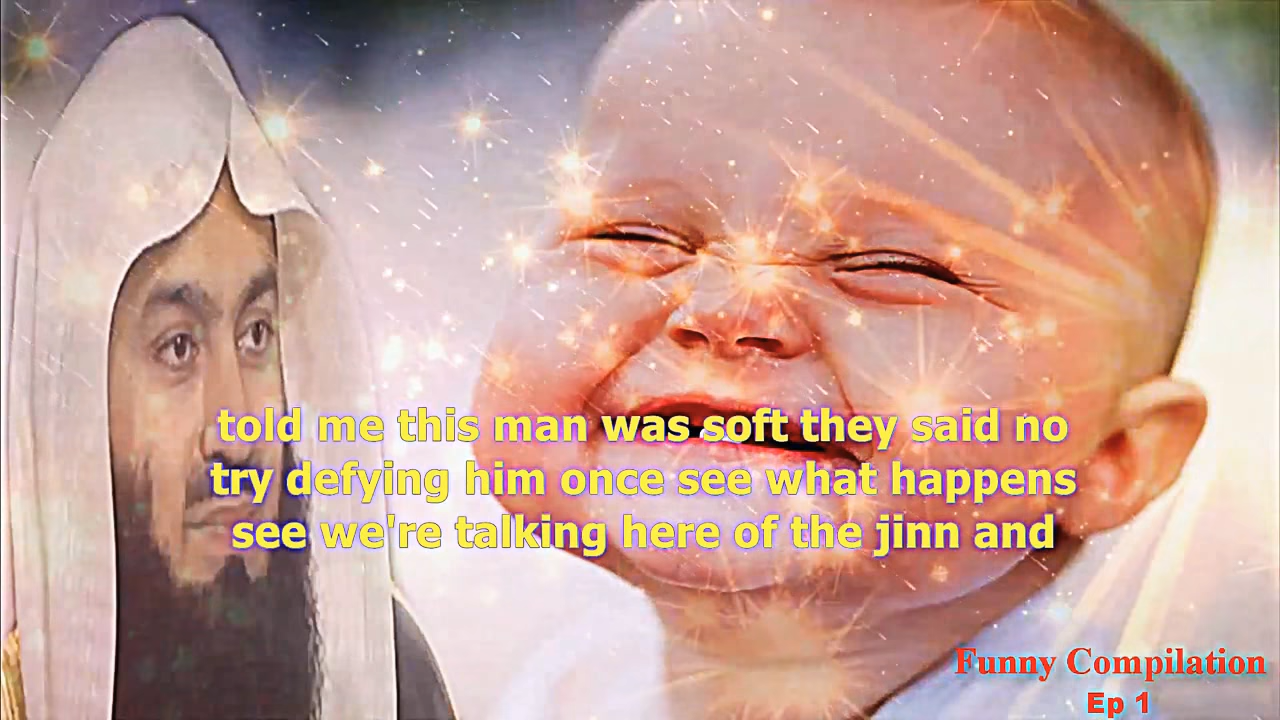 told me this man was soft they said no
try defying him once see what happens
see we're talking here of the jinn and
Funny Compilation
Ep 1